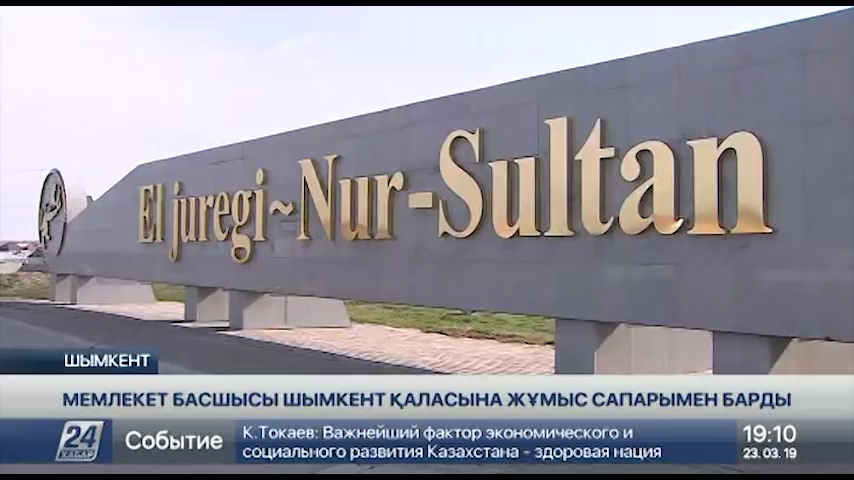 El juregi~Nur-Sultan
ШЫМКЕНТ
МЕМЛЕКЕТ БАСШЫСЫ ШЫМКЕНТ ҚАЛАСЫНА ЖҰМЫС САПАРЫМЕН БАРДЫ
24
ХАБАР
Событие
К.Токаев: Важнейший фактор экономического и
социального развития Казахстана - здоровая нация
19:10
23.03.19